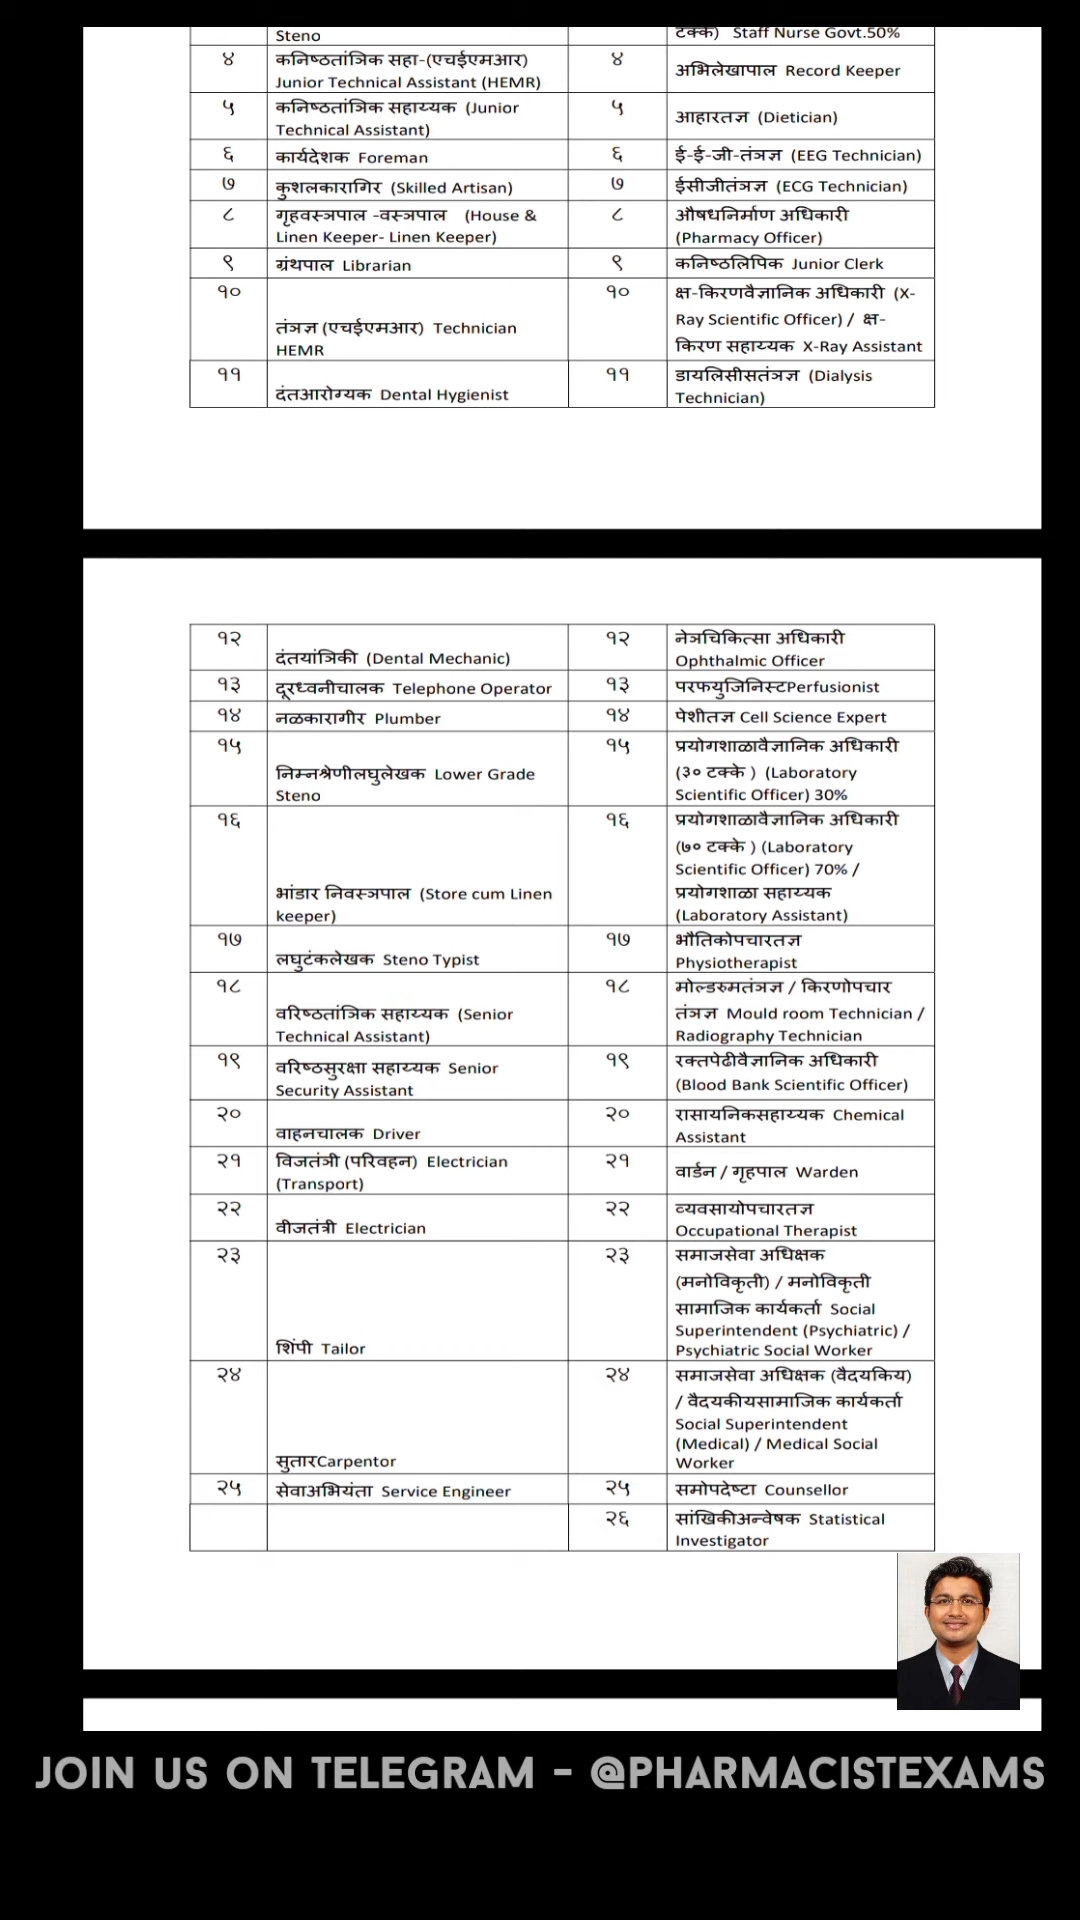 Steno टक्के) Staff Nurse Govt.50%
४ कनिष्ठतांत्रिक सहा-(एचईएमआर) ४ अभिलेखापाल Record Keeper
Junior Technical Assistant (HEMR)
५ कनिष्ठतांत्रिक सहाय्यक (Junior ५ आहारतज्ञ (Dietician)
Technical Assistant)
६ कार्यदेशक Foreman ६ ई-ई-जी-तंत्रज्ञ (EEG Technician)
७ कुशलकारागिर (Skilled Artisan) ७ ईसीजीतंत्रज्ञ (ECG Technician)
८ गृहवस्त्रपाल -वस्त्रपाल (House & ८ औषधनिर्माण अधिकारी
Linen Keeper- Linen Keeper) (Pharmacy Officer)
९ ग्रंथपाल Librarian ९ कनिष्ठलिपिक Junior Clerk
१० १० क्ष-किरणवैज्ञानिक अधिकारी (X-
तंत्रज्ञ (एचईएमआर) Technician Ray Scientific Officer) / क्ष-
HEMR किरण सहाय्यक X-Ray Assistant
११ ११ डायलिसीसतंत्रज्ञ (Dialysis
दंतआरोग्यक Dental Hygienist Technician)
१२ १२ नेत्रचिकित्सा अधिकारी
दंतयांत्रिकी (Dental Mechanic) Ophthalmic Officer
१३ दूरध्वनीचालक Telephone Operator १३ परफयुजिनिस्टPerfusionist
१४ नळकारागीर Plumber १४ पेशीतज्ञ Cell Science Expert
१५ १५ प्रयोगशाळावैज्ञानिक अधिकारी
निम्नश्रेणीलघुलेखक Lower Grade (३० टक्के ) (Laboratory
Steno Scientific Officer) 30%
१६ १६ प्रयोगशाळावैज्ञानिक अधिकारी
(७० टक्के ) (Laboratory
Scientific Officer) 70% /
भांडार निवस्त्रपाल (Store cum Linen प्रयोगशाळा सहाय्यक
keeper) (Laboratory Assistant)
१७ १७ भौतिकोपचारतज्ञ
लघुटंकलेखक Steno Typist Physiotherapist
१८ १८ मोल्डरुमतंत्रज्ञ / किरणोपचार
वरिष्ठतांत्रिक सहाय्यक (Senior तंत्रज्ञ Mould room Technician /
Technical Assistant) Radiography Technician
१९ वरिष्ठसुरक्षा सहाय्यक Senior १९ रक्तपेढीवैज्ञानिक अधिकारी
Security Assistant (Blood Bank Scientific Officer)
२० २० रासायनिकसहाय्यक Chemical
वाहनचालक Driver Assistant
२१ विजतंत्री (परिवहन) Electrician २१ वार्डन / गृहपाल Warden
(Transport)
२२ २२ व्यवसायोपचारतज्ञ
वीजतंत्री Electrician Occupational Therapist
२३ २३ समाजसेवा अधिक्षक
(मनोविकृती) / मनोविकृती
सामाजिक कार्यकर्ता Social
Superintendent (Psychiatric) /
शिंपी Tailor Psychiatric Social Worker
२४ २४ समाजसेवा अधिक्षक (वैदयकिय)
/ वैदयकीयसामाजिक कार्यकर्ता
Social Superintendent
(Medical) / Medical Social
सुतारCarpentor Worker
२५ सेवाअभियंता Service Engineer २५ समोपदेष्टा Counsellor
२६ सांखिकीअन्वेषक Statistical
Investigator
JOIN US ON TELEGRAM - @PHARMACISTEXAMS